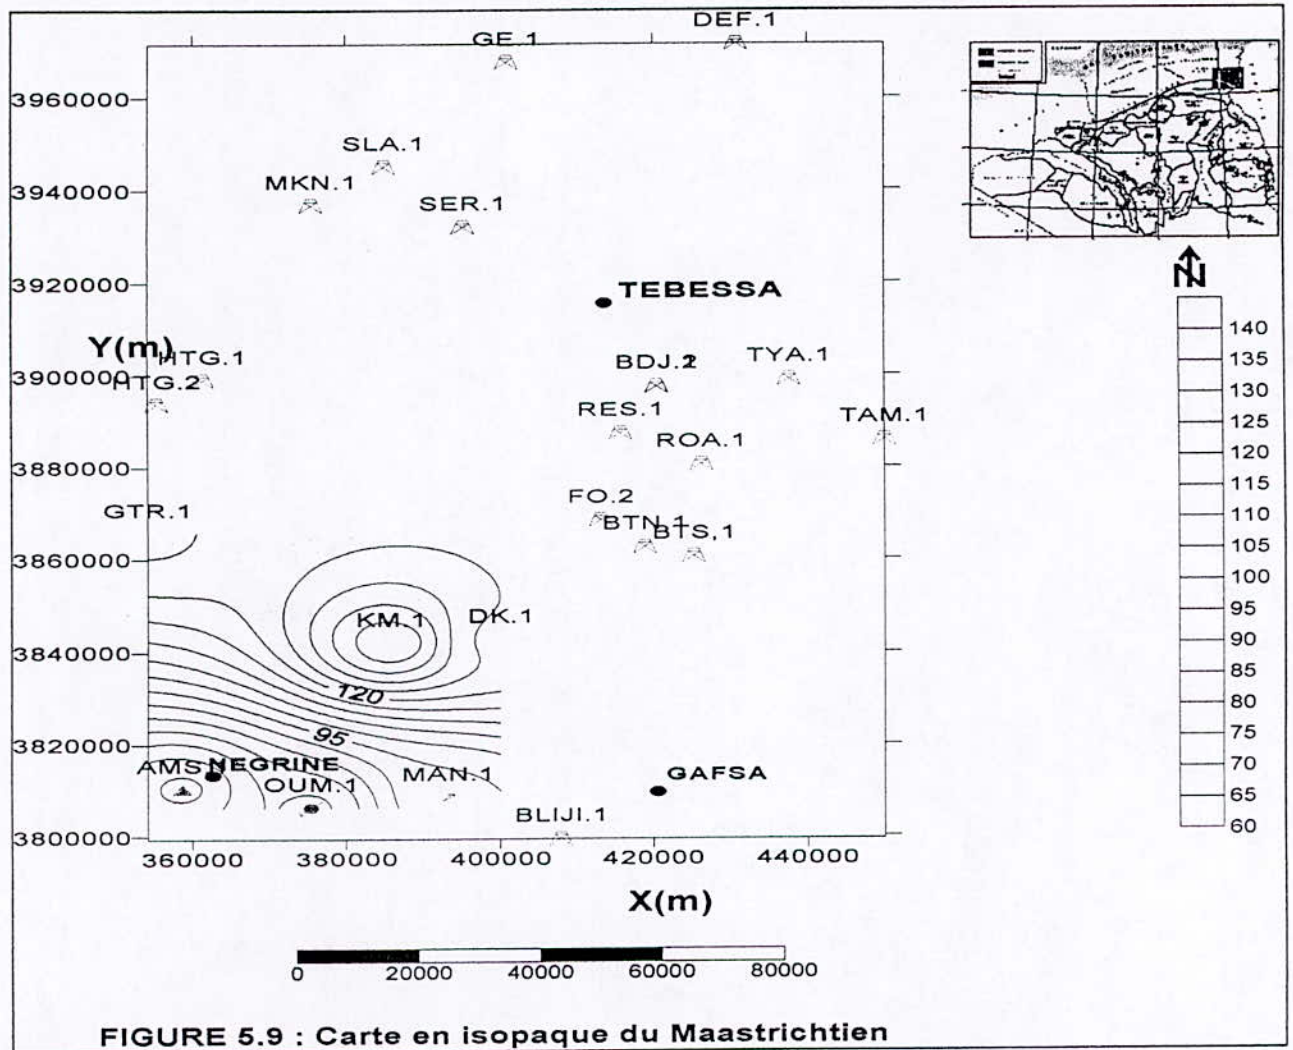 DEF.1
GE.1
3960000
SLA.1
MKN.1
3940000
SER.1
3920000
TEBESSA
Y(m)
HTG.1
3900000
HTG.2
BDJ.
TYA.1
RES.1
TAM.1
ROA.1
3880000
FO.2
GTR.1
BTN.1
BTS.1
3860000
KM.1
DK.1
3840000
120
95
3820000
AMS
NEGRINE
OUM.1
MAN.1
GAFSA
BLIJI.1
3800000
360000
380000
400000
420000
440000
X(m)
0
20000
40000
60000
80000
N
140
135
130
125
120
115
110
105
100
95
90
85
80
75
70
65
60
FIGURE 5.9 : Carte en isopaque du Maastrichtien